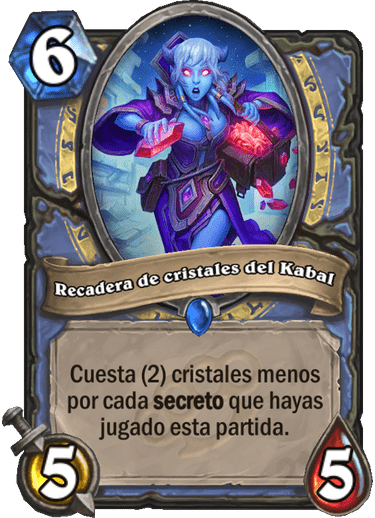 6
Recadera de cristales del Kabal
Cuesta (2) cristales menos
por cada secreto que hayas
jugado esta partida.
5
5